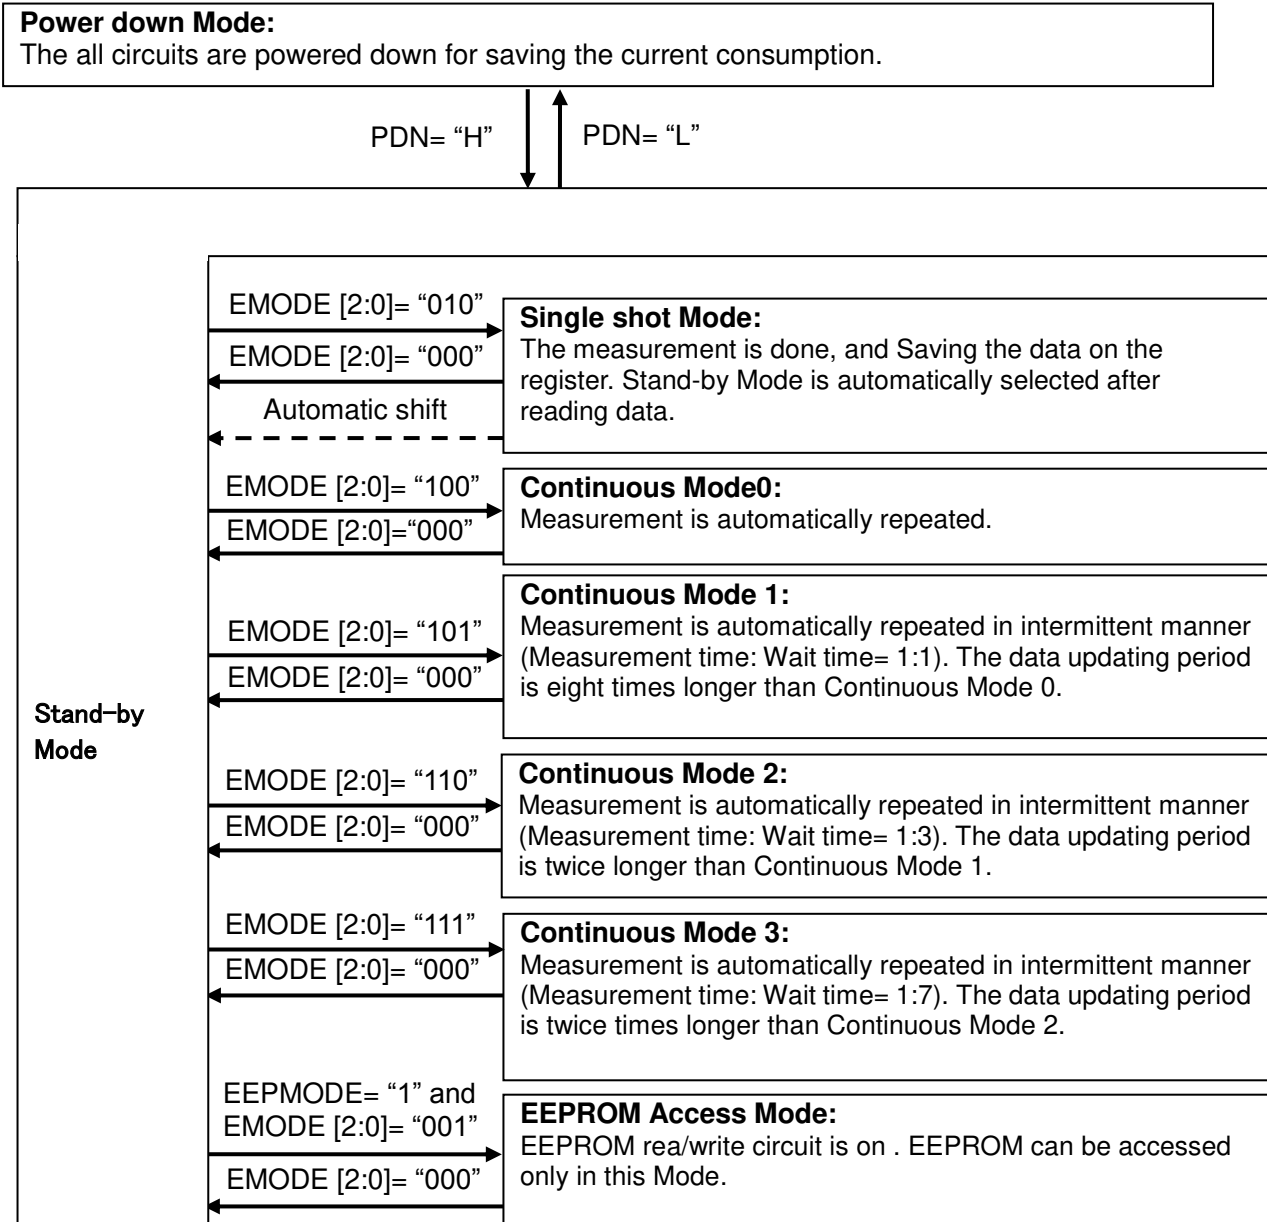 Power down Mode:
The all circuits are powered down for saving the current consumption.
PDN= “H”
PDN= “L”
EMODE [2:0]= “010”
EMODE [2:0]= “000”
Automatic shift
Single shot Mode:
The measurement is done, and Saving the data on the
register. Stand-by Mode is automatically selected after
reading data.
EMODE [2:0]= “100”
EMODE [2:0]=“000”
Continuous Mode0:
Measurement is automatically repeated.
EMODE [2:0]= “101”
EMODE [2:0]= “000”
Continuous Mode 1:
Measurement is automatically repeated in intermittent manner
(Measurement time: Wait time= 1:1). The data updating period
is eight times longer than Continuous Mode 0.
Stand-by
Mode
EMODE [2:0]= “110”
EMODE [2:0]= “000”
Continuous Mode 2:
Measurement is automatically repeated in intermittent manner
(Measurement time: Wait time= 1:3). The data updating period
is twice longer than Continuous Mode 1.
EMODE [2:0]= “111”
EMODE [2:0]= “000”
Continuous Mode 3:
Measurement is automatically repeated in intermittent manner
(Measurement time: Wait time= 1:7). The data updating period
is twice times longer than Continuous Mode 2.
EEPMODE= “1” and
EMODE [2:0]= “001”
EMODE [2:0]= “000”
EEPROM Access Mode:
EEPROM rea/write circuit is on . EEPROM can be accessed
only in this Mode.